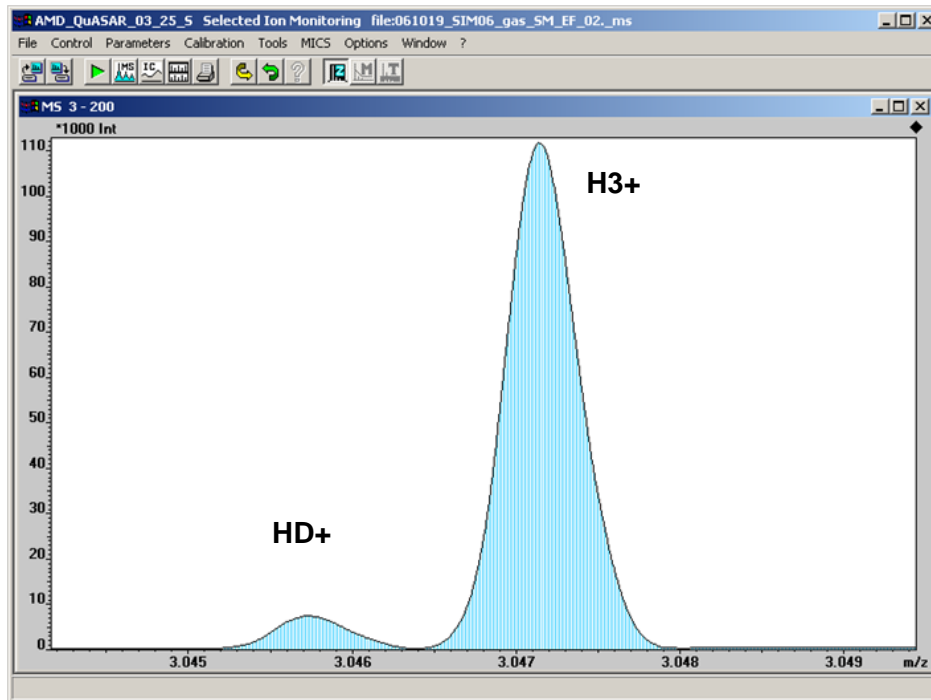 AMD_QuASAR_03_25_S Selected Ion Monitoring file:061019_SIM06_gas_SM_EF_02._ms
File Control Parameters Calibration Tools MICS Options Window ?
MS IC
MS 3 - 200
*1000 Int
110
100
90
80
70
60
50
40
30
20
10
0
H3+
HD+
3.045 3.046 3.047 3.048 3.049 m/z